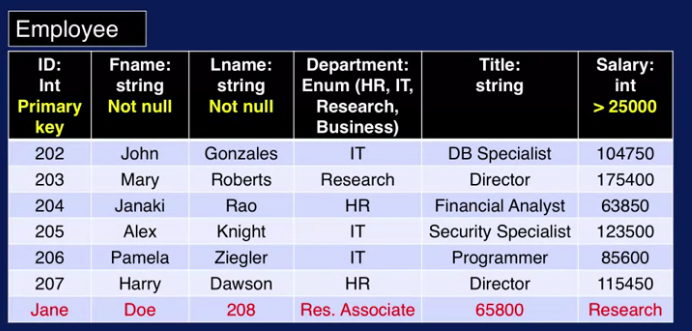 Employee
ID: Int Primary key Fname: string Not null Lname: string Not null Department: Enum (HR, IT, Research, Business) Title: string Salary: int > 25000
202 John Gonzales IT DB Specialist 104750
203 Mary Roberts Research Director 175400
204 Janaki Rao HR Financial Analyst 63850
205 Alex Knight IT Security Specialist 123500
206 Pamela Ziegler IT Programmer 85600
207 Harry Dawson HR Director 115450
Jane Doe 208 Res. Associate 65800 Research